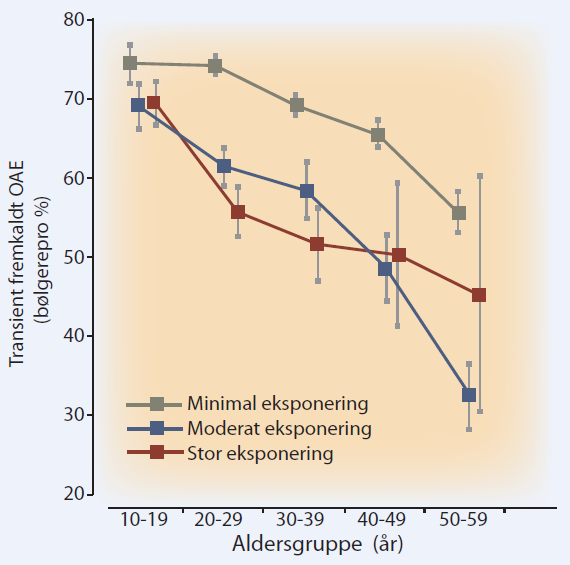 Transient fremkaldt OAE
(bølgerepro %)
80
70
60
50
40
30
20
Minimal eksponering
Moderat eksponering
Stor eksponering
10-19 20-29 30-39 40-49 50-59
Aldersgruppe (år)